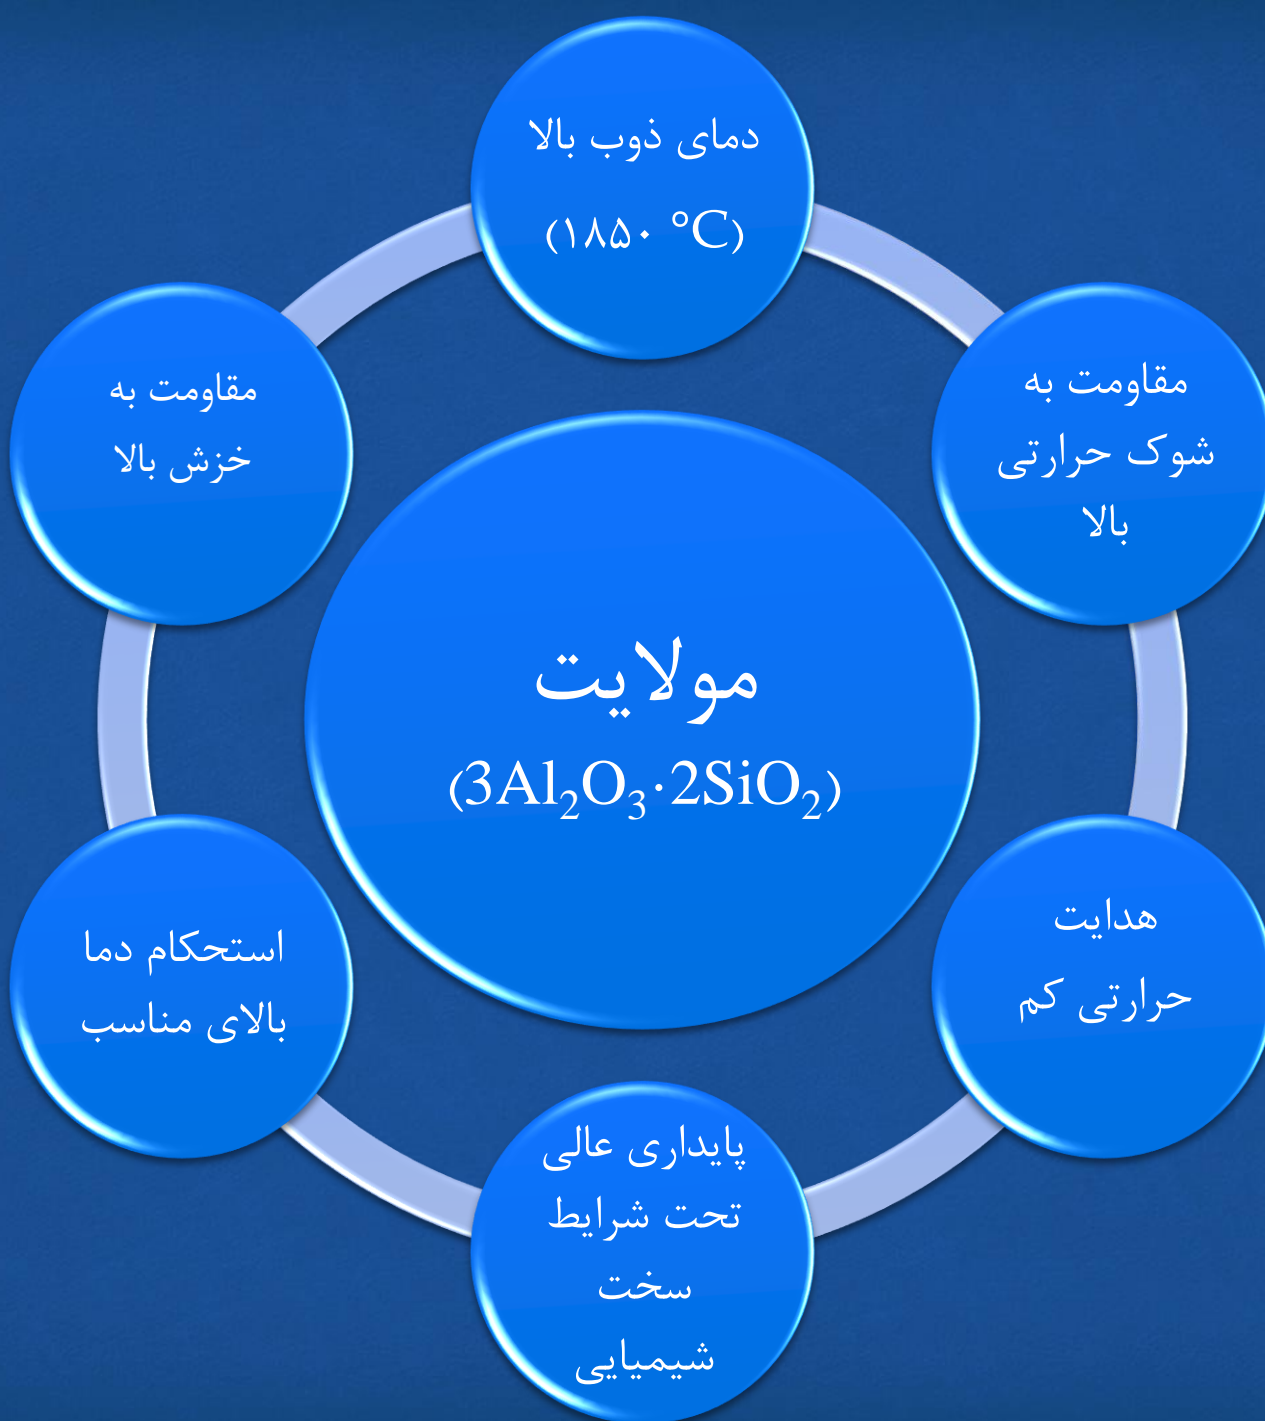 دمای ذوب بالا
(۱۸۵۰ °C)
مقاومت به
شوک حرارتی
بالا
هدایت
حرارتی کم
پایداری عالی
تحت شرایط
سخت
شیمیایی
استحکام دما
بالای مناسب
مقاومت به
خزش بالا
مولایت
(3Al₂O₃·2SiO₂)